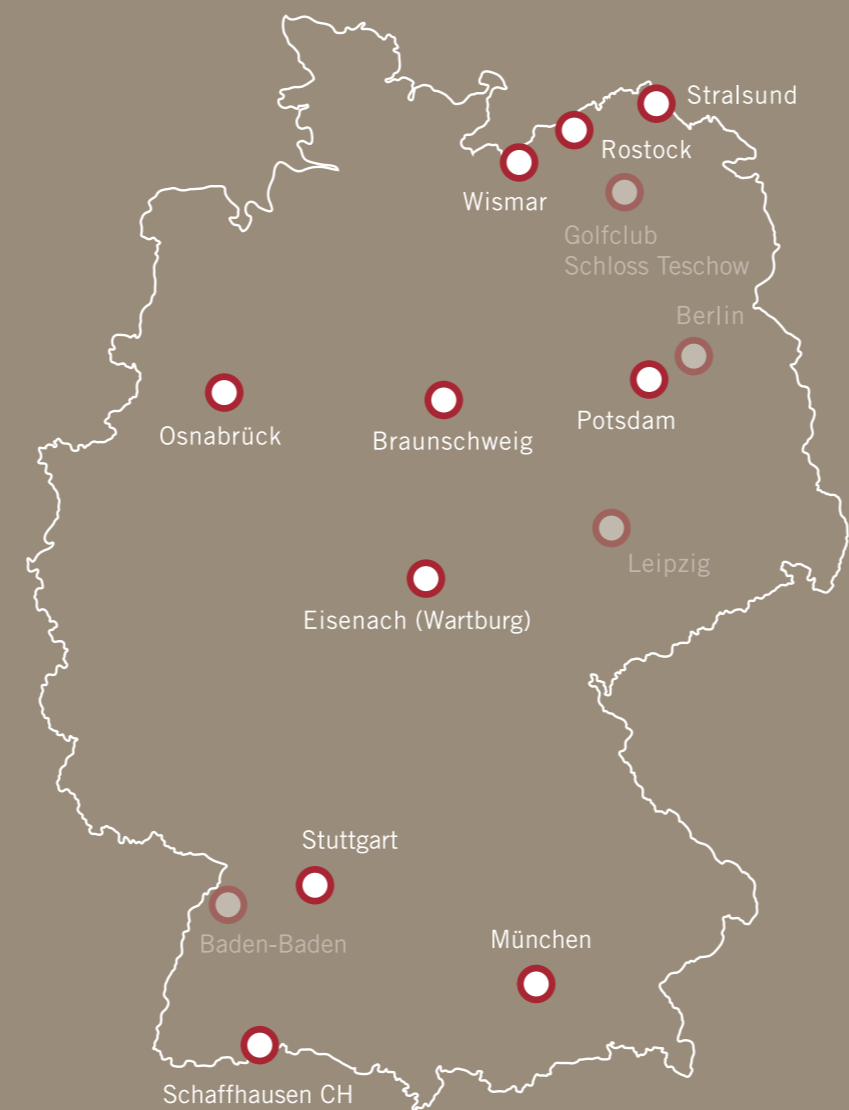 Stralsund
Rostock
Wismar
Golfclub
Schloss Teschow
Berlin
Potsdam
Osnabrück
Braunschweig
Leipzig
Eisenach (Wartburg)
Stuttgart
Baden-Baden
München
Schaffhausen CH